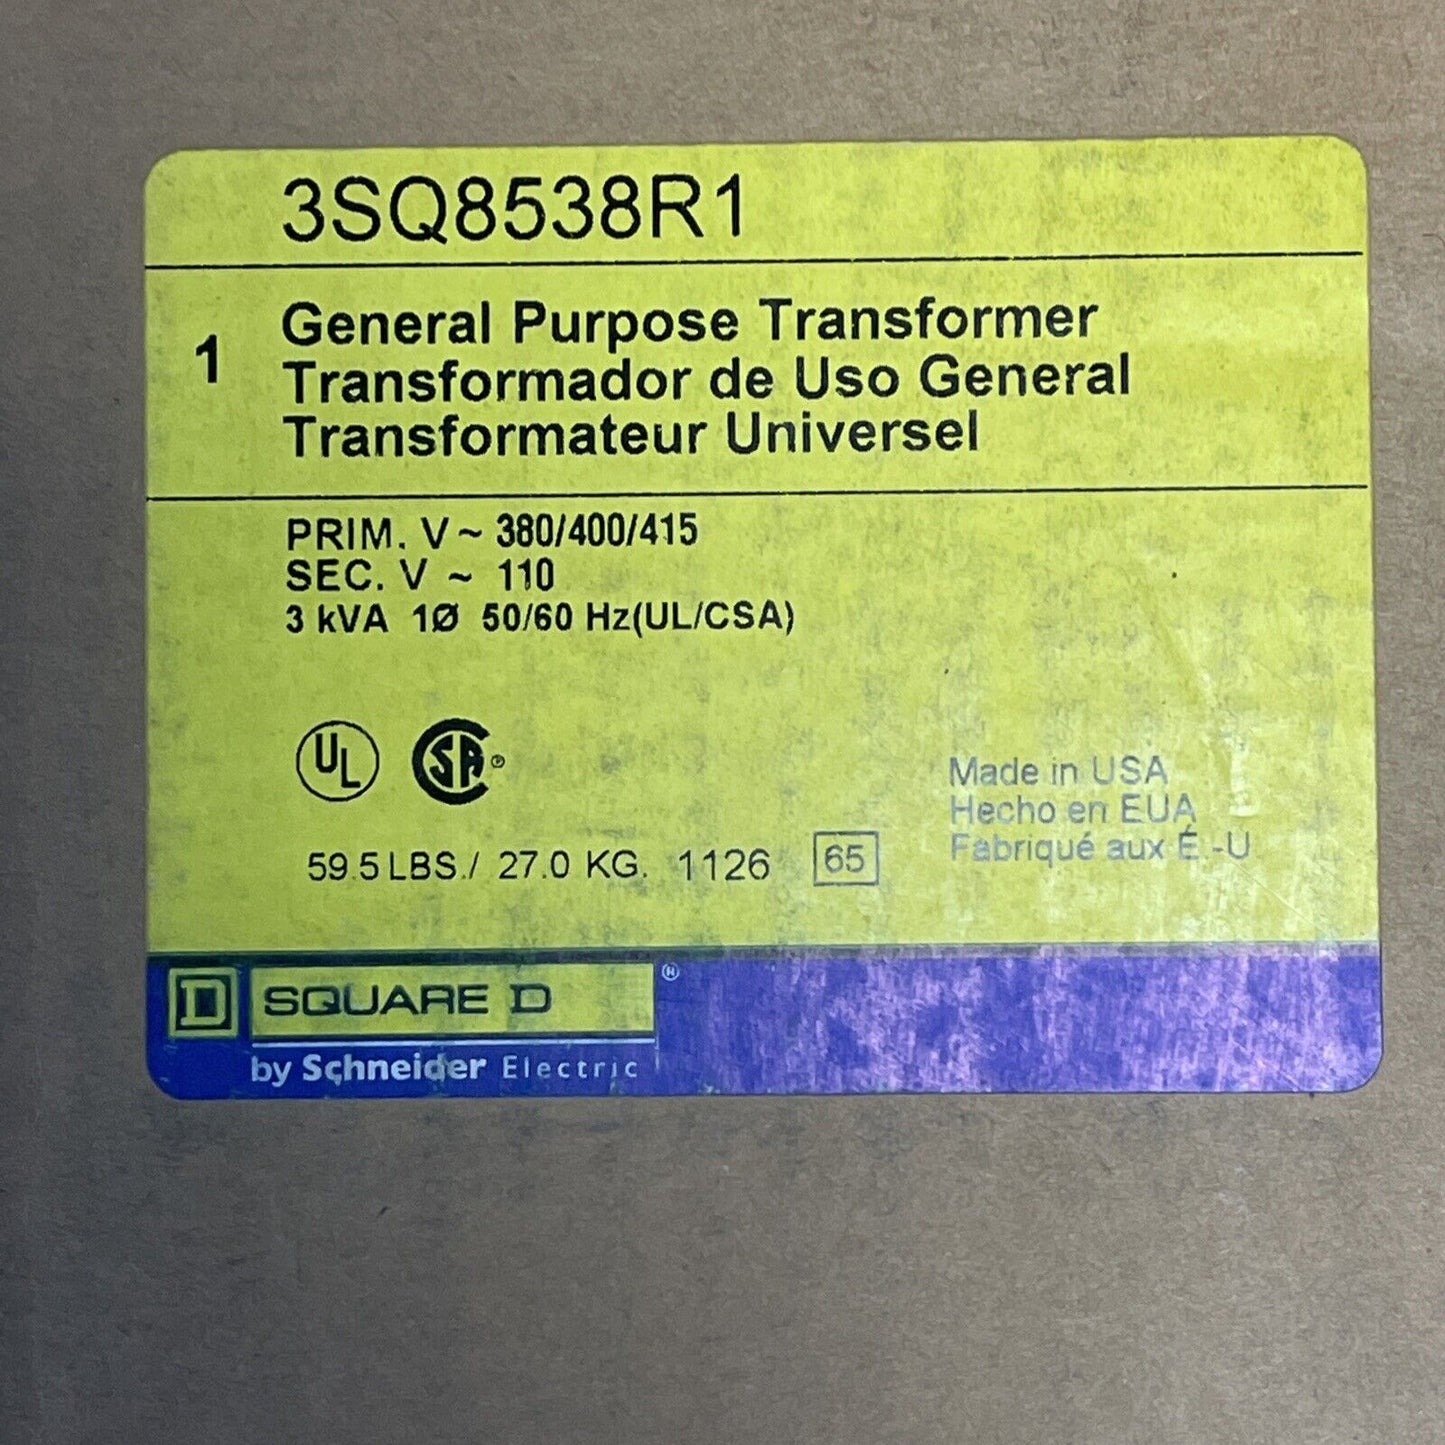 3SQ8538R1
1
General Purpose Transformer
Transformador de Uso General
Transformateur Universel
PRIM. V ~ 380/400/415
SEC. V ~ 110
3 kVA 1Ø 50/60 Hz(UL/CSA)
UL SA ®
Made in USA
Hecho en EUA
Fabriqué aux É-U
59.5 LBS./ 27.0 KG. 1126 65
D SQUARE D ®
by Schneider Electric